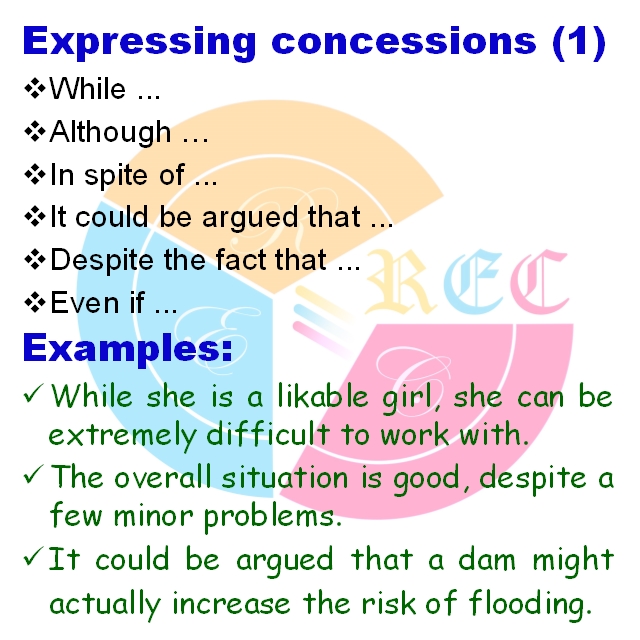 Expressing concessions (1)
❖While ...
❖Although ...
❖In spite of ...
❖It could be argued that ...
❖Despite the fact that ...
❖Even if ...
REC
R
E
C
Examples:
✓While she is a likable girl, she can be
extremely difficult to work with.
✓The overall situation is good, despite a
few minor problems.
✓It could be argued that a dam might
actually increase the risk of flooding.